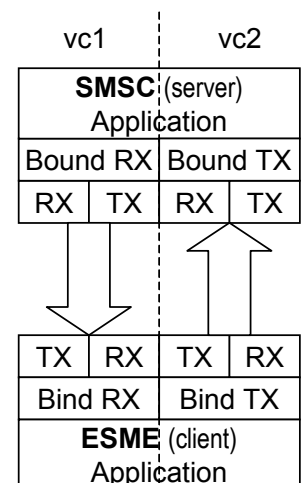 vc1 vc2
SMSC (server)
Application
Bound RX Bound TX
RX TX RX TX
TX RX TX RX
Bind RX Bind TX
ESME (client)
Application